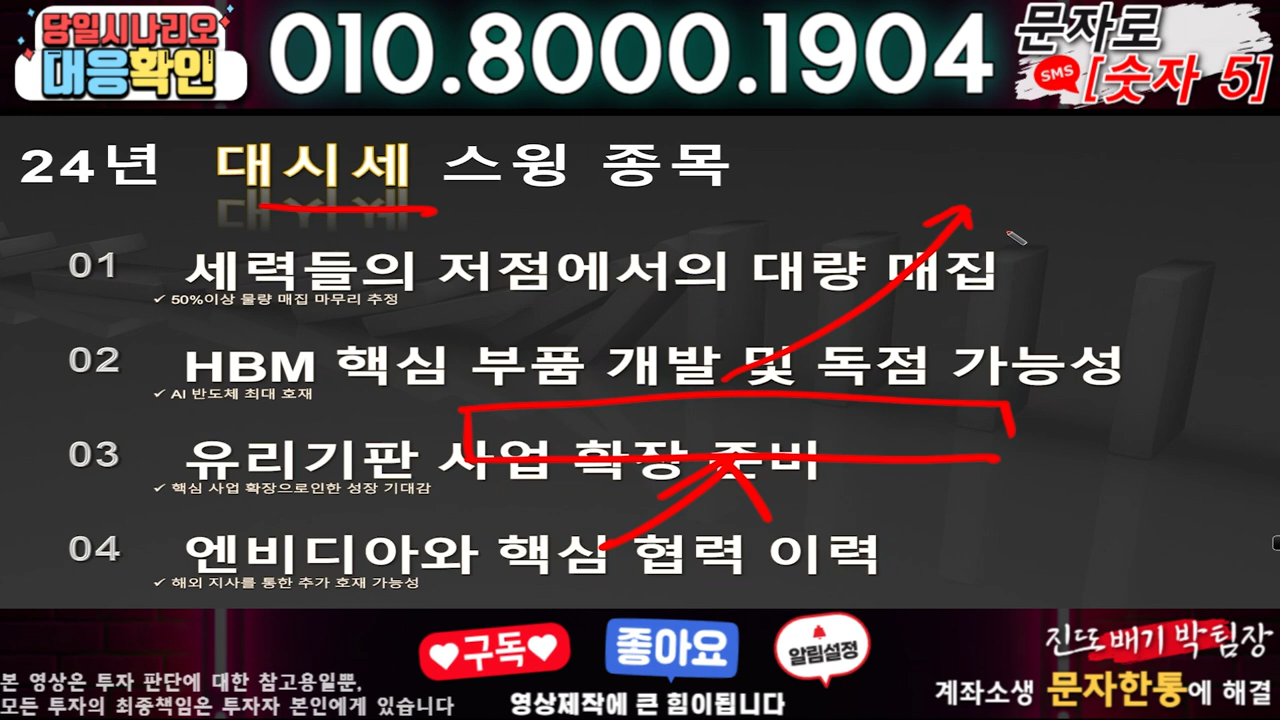 당일시나리오
대응확인
010.8000.1904
문자로
SMS
[숫자 5]
24년 대시세 스윙 종목
01 세력들의 저점에서의 대량 매집
✓ 50%이상 물량 매집 마무리 추정
02 HBM 핵심 부품 개발 및 독점 가능성
✓ AI 반도체 최대 호재
03 유리기판 사업 확장 준비
✓ 핵심 사업 확장으로인한 성장 기대감
04 엔비디아와 핵심 협력 이력
✓ 해외 지사를 통한 추가 호재 가능성
구독
좋아요
알림설정
영상제작에 큰 힘이됩니다
본 영상은 투자 판단에 대한 참고용일뿐,
모든 투자의 최종책임은 투자자 본인에게 있습니다
진또배기 박팀장
계좌소생 문자한통에 해결